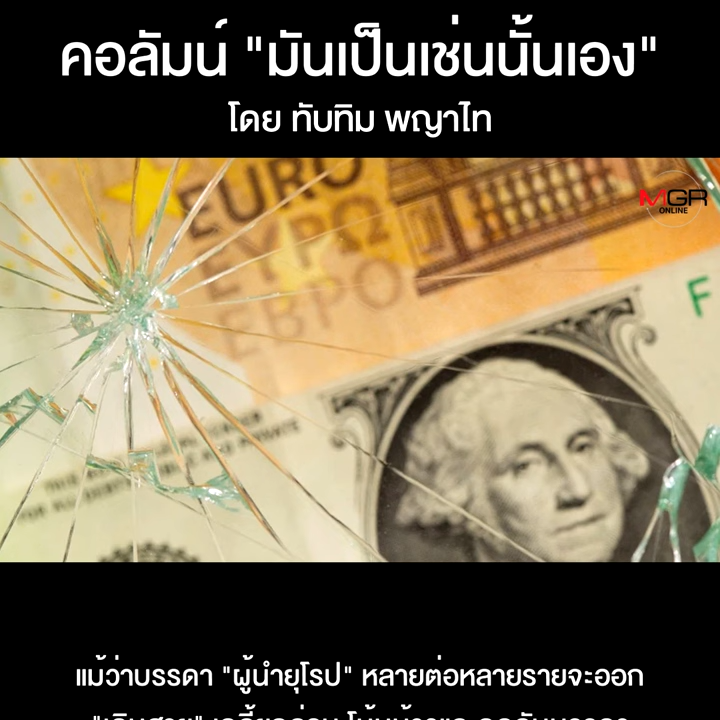 คอลัมน์ "มันเป็นเช่นนั้นเอง"
โดย ทับทิม พญาไท
EURO
ΕΥΡΩ
ЕВРО
MGR
ONLINE
F
แม้ว่าบรรดา "ผู้นำยุโรป" หลายต่อหลายรายจะออก